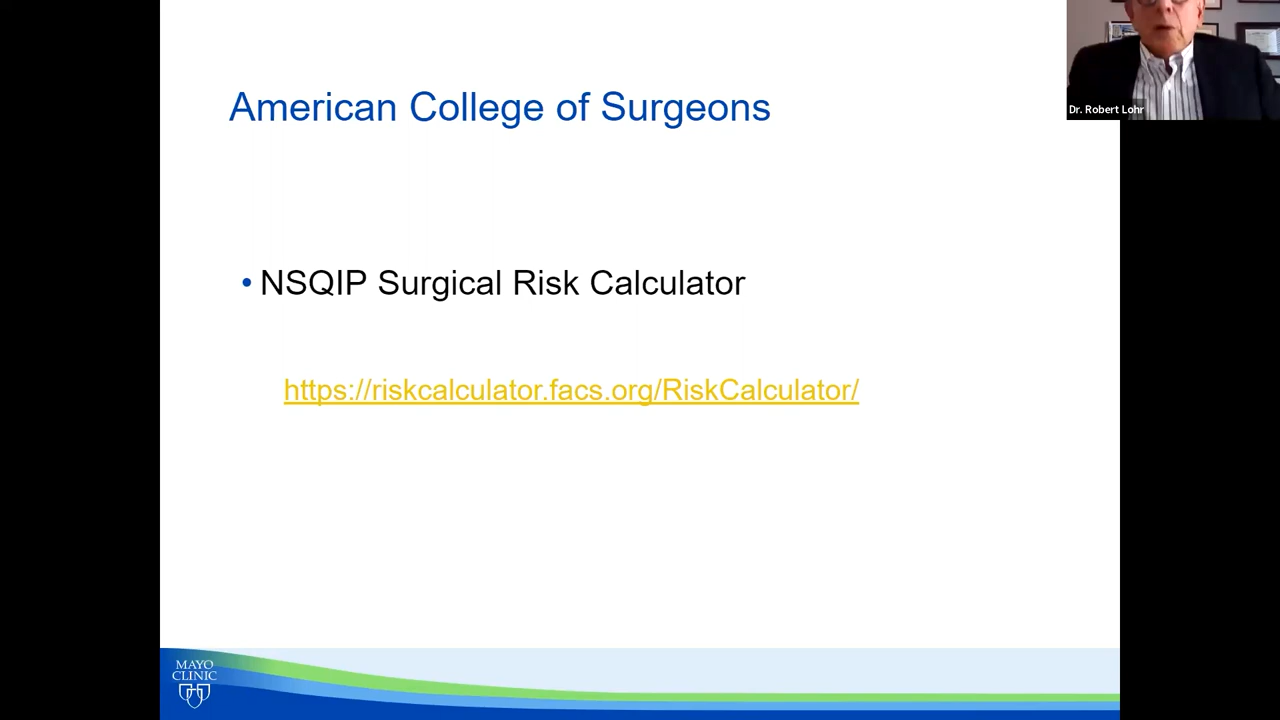 Dr. Robert Lohr
American College of Surgeons
• NSQIP Surgical Risk Calculator
https://riskcalculator.facs.org/RiskCalculator/
MAYO
CLINIC